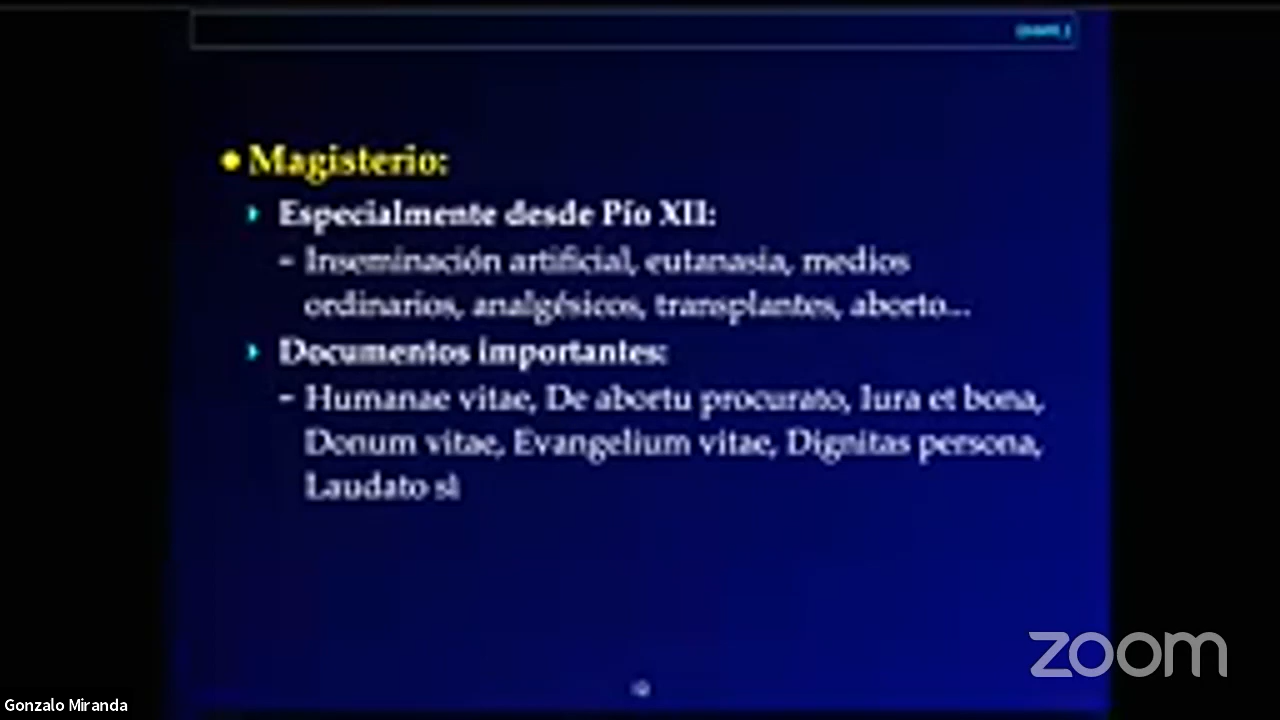 • Magisterio:
Especialmente desde Pío XII:
– Inseminación artificial, eutanasia, medios
ordinarios, analgésicos, transplantes, aborto...
Documentos importantes:
– Humanae vitae, De abortu procurato, Iura et bona,
Donum vitae, Evangelium vitae, Dignitas persona,
Laudato sì
zoom
Gonzalo Miranda